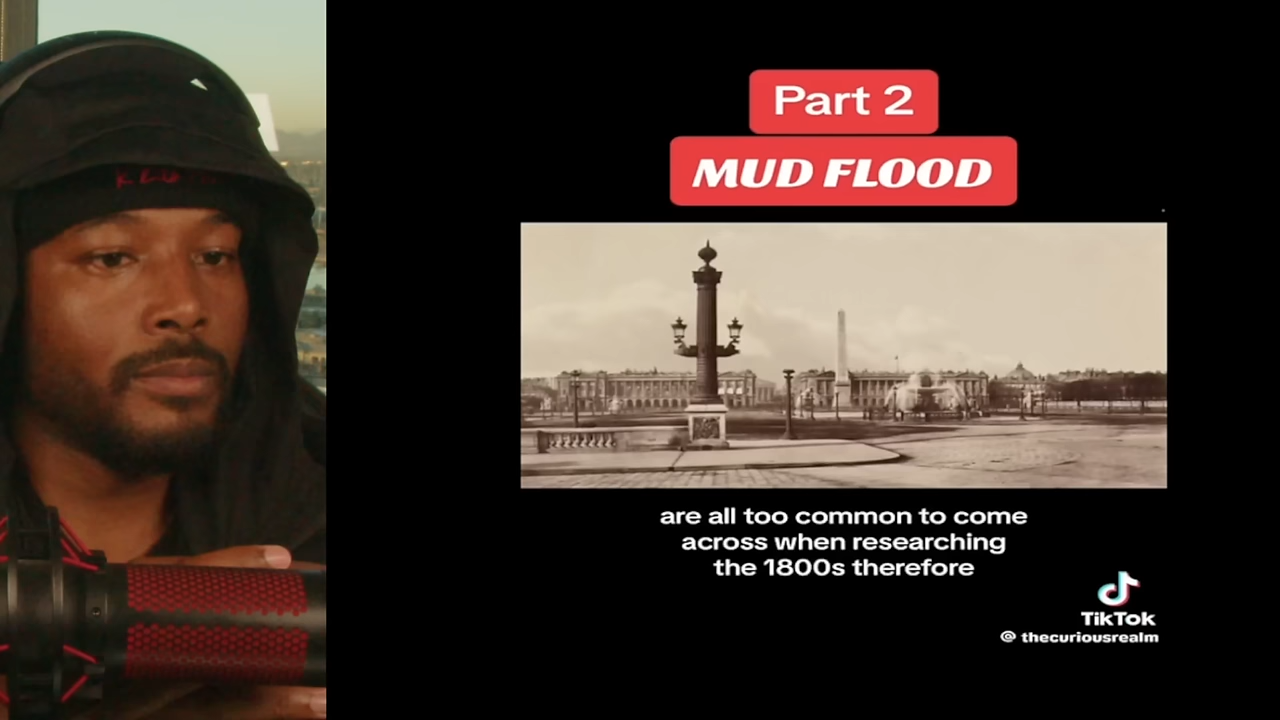 Part 2
MUD FLOOD
are all too common to come
across when researching
the 1800s therefore
TikTok
@ thecuriousrealm